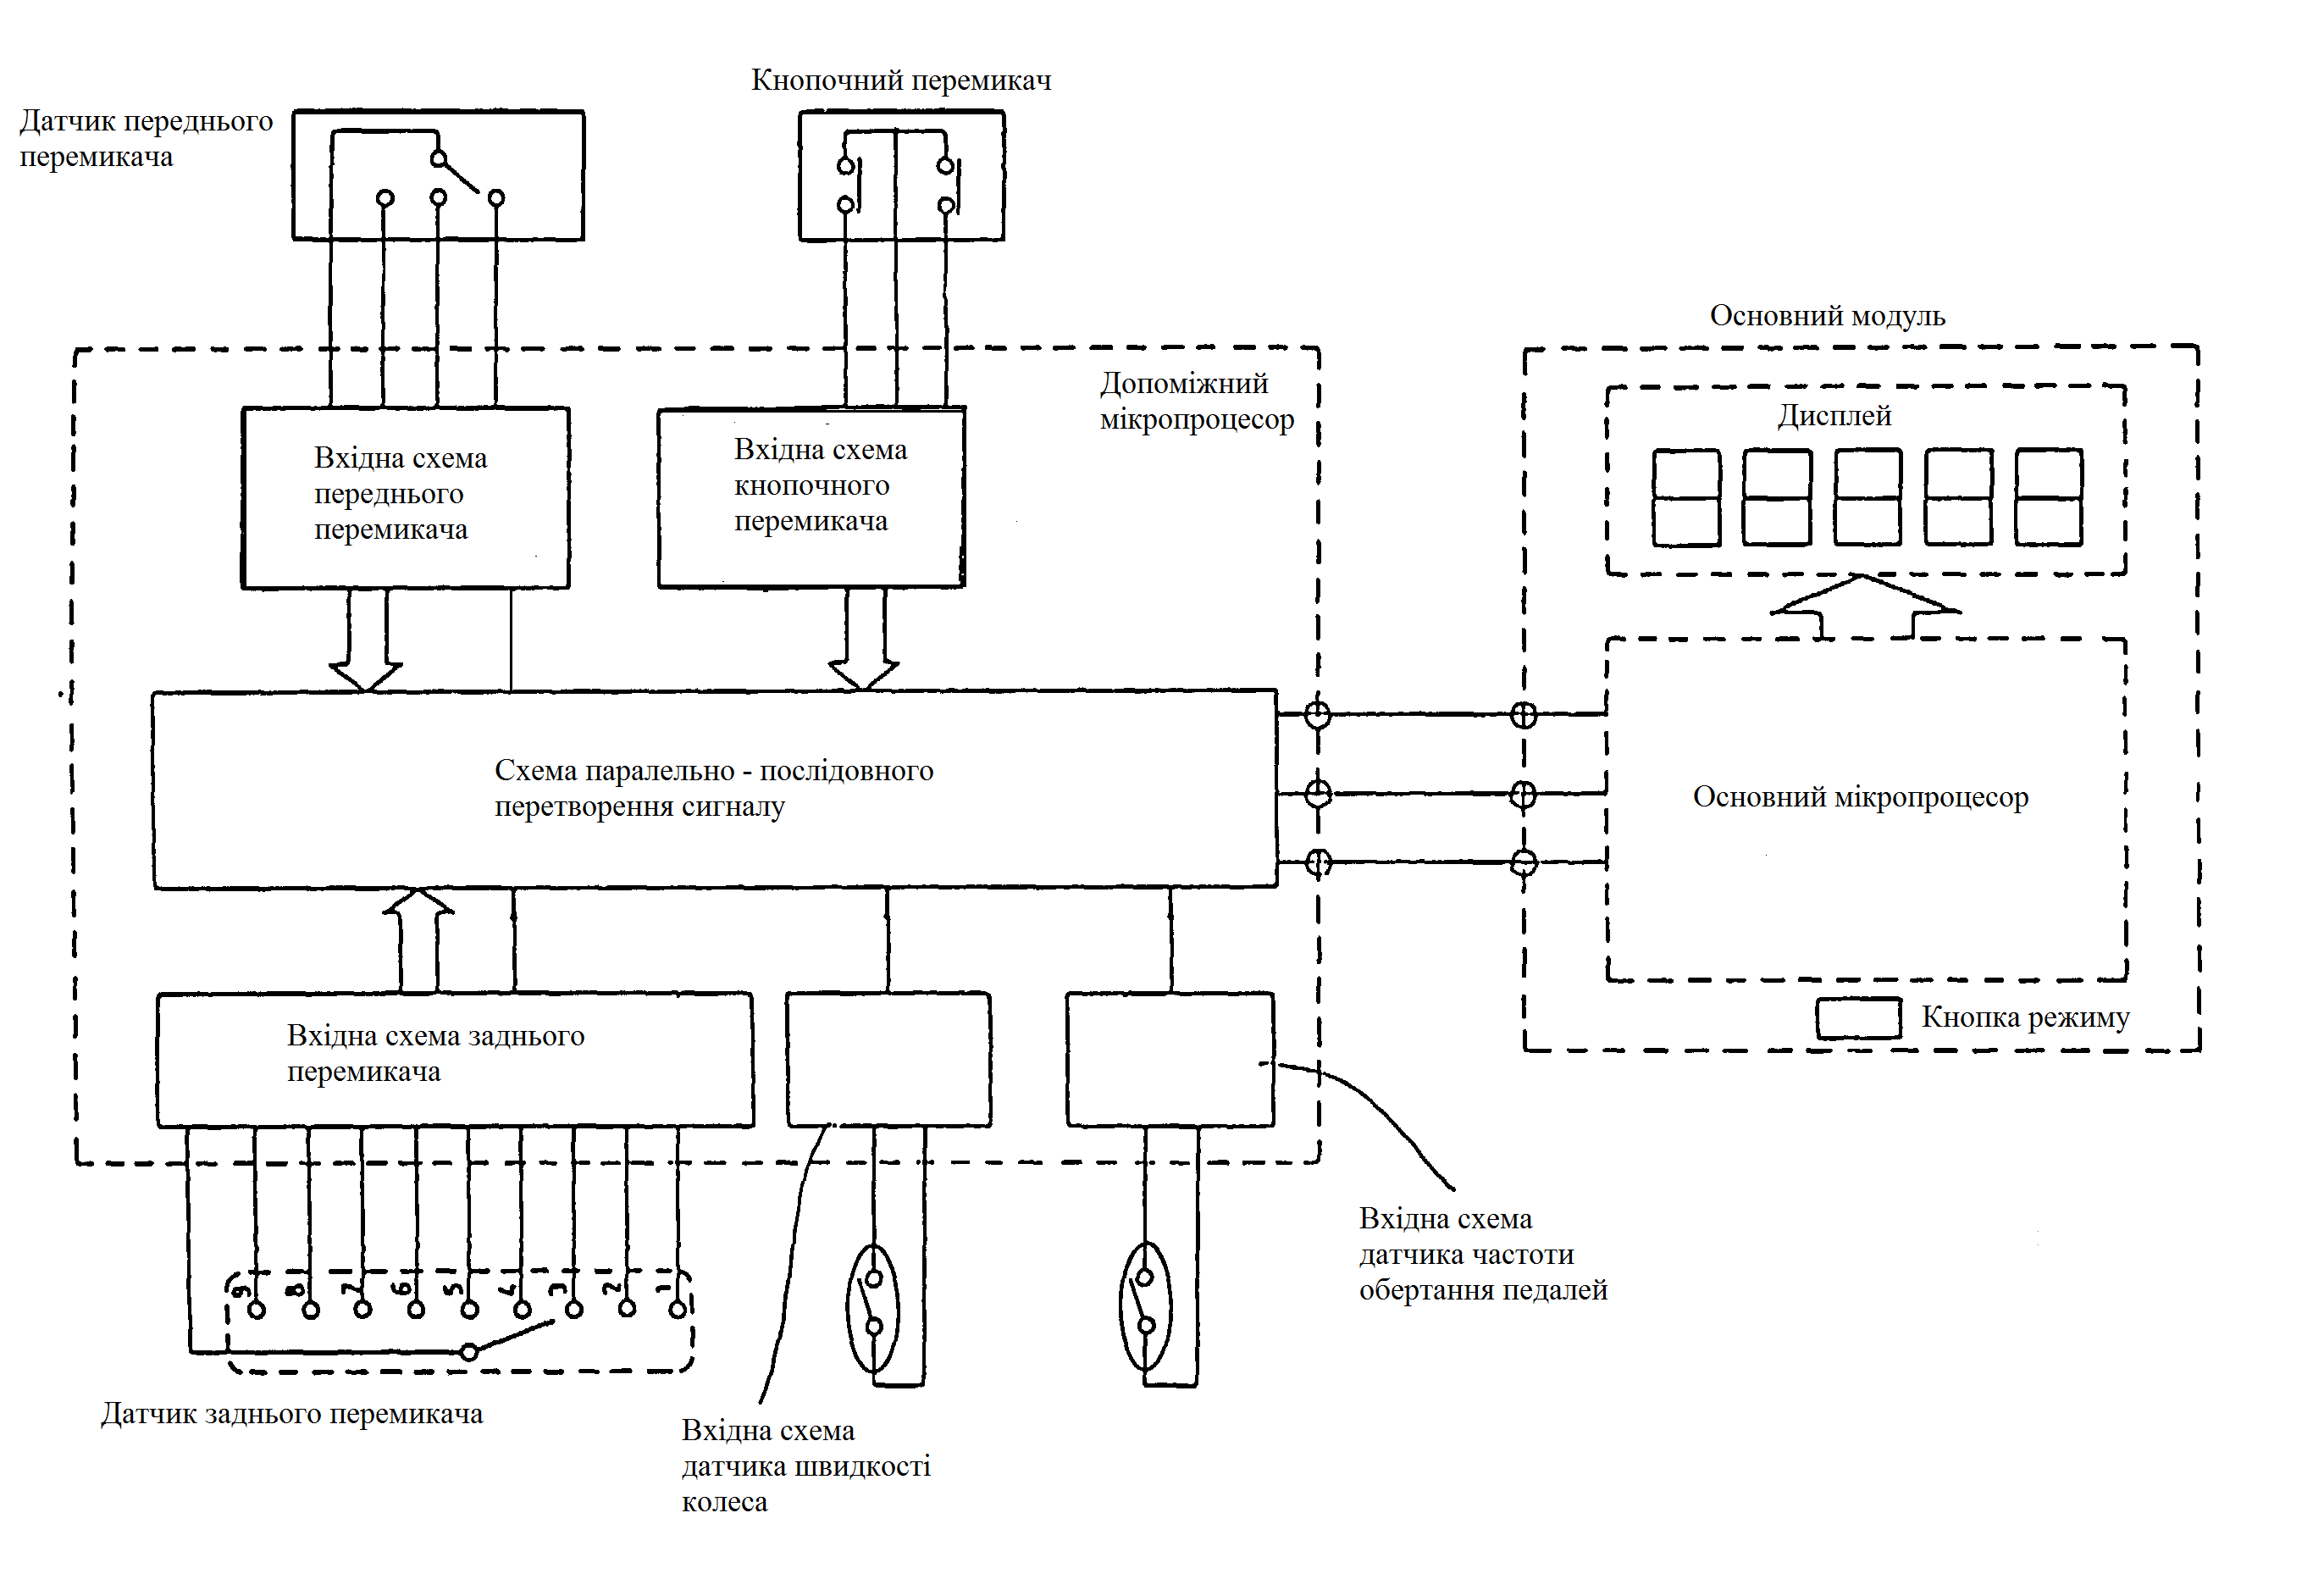 Кнопочний перемикач
Датчик переднього
перемикача
Основний модуль
Допоміжний
мікропроцесор
Дисплей
Вхідна схема
переднього
перемикача
Вхідна схема
кнопочного
перемикача
Схема паралельно - послідовного
перетворення сигналу
Основний мікропроцесор
Кнопка режиму
Вхідна схема заднього
перемикача
Вхідна схема
датчика частоти
обертання педалей
9 8 7 6 5 4 3 2 1
Датчик заднього перемикача
Вхідна схема
датчика швидкості
колеса